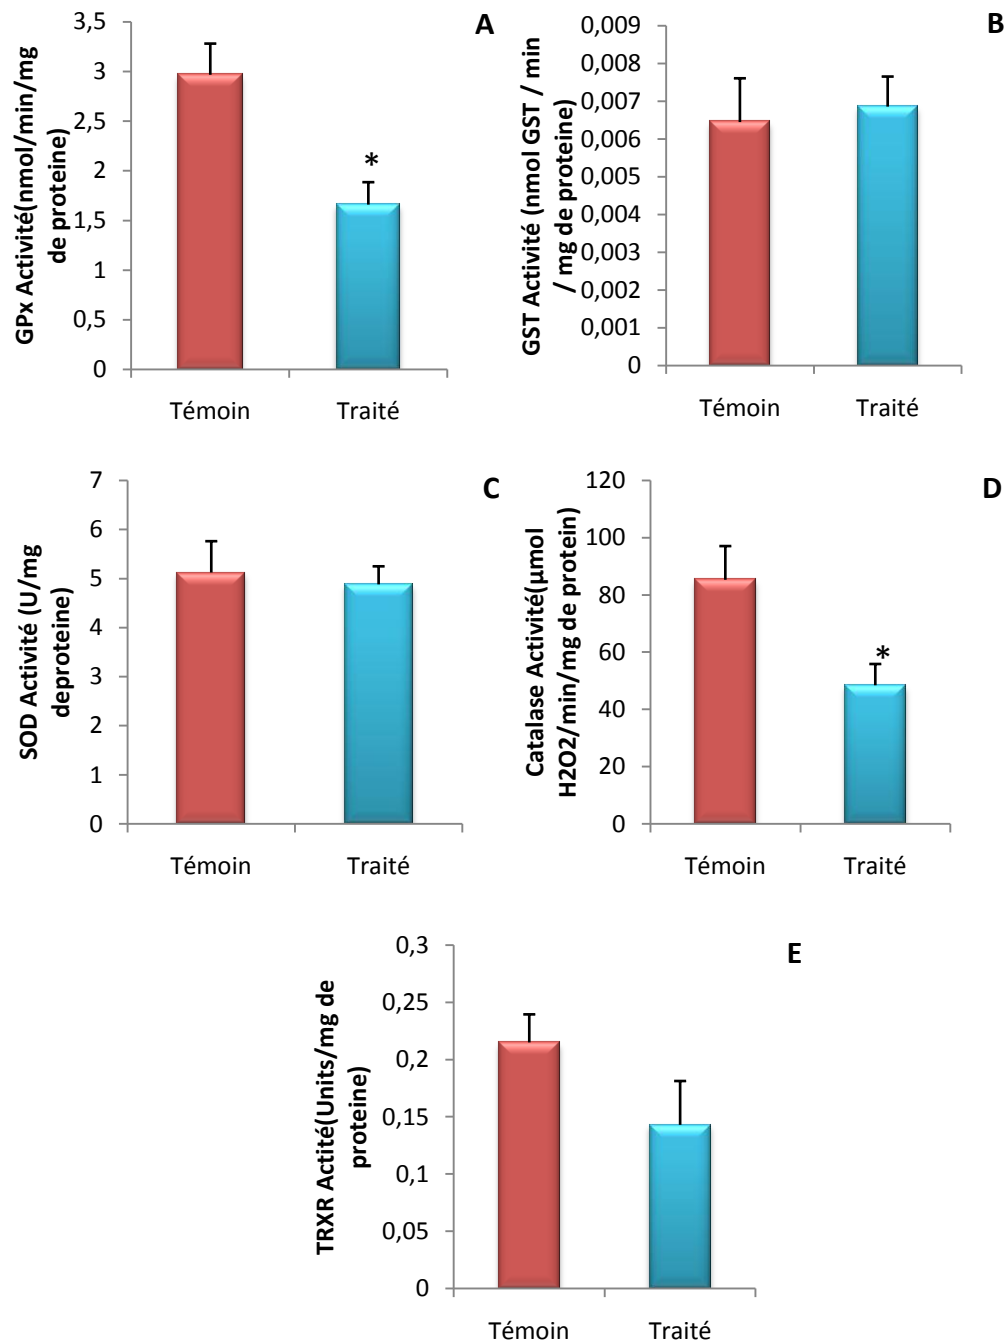 A
GPx Activité(nmol/min/mg
de proteine)
3,5
3
2,5
2
1,5
1
0,5
0
*
Témoin
Traité
B
GST Activité (nmol GST / min
/ mg de proteine)
0,009
0,008
0,007
0,006
0,005
0,004
0,003
0,002
0,001
0
Témoin
Traité
C
SOD Activité (U/mg
deproteine)
7
6
5
4
3
2
1
0
Témoin
Traité
D
Catalase Activité(µmol
H2O2/min/mg de protein)
120
100
80
60
40
20
0
*
Témoin
Traité
E
TRXR Actité(Units/mg de
proteine)
0,3
0,25
0,2
0,15
0,1
0,05
0
Témoin
Traité